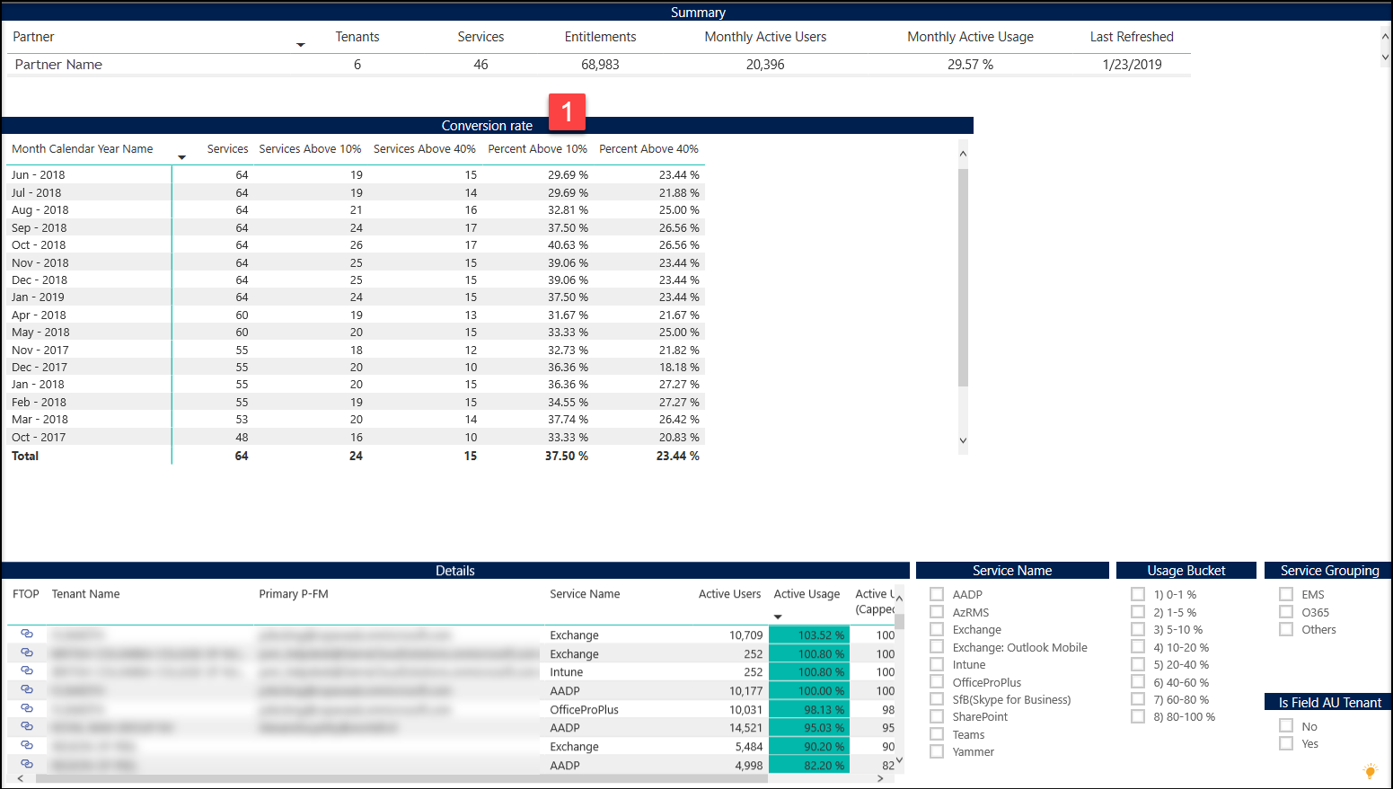 Summary
Partner Tenants Services Entitlements Monthly Active Users Monthly Active Usage Last Refreshed
Partner Name 6 46 68,983 20,396 29.57 % 1/23/2019
1
Conversion rate
Month Calendar Year Name Services Services Above 10% Services Above 40% Percent Above 10% Percent Above 40%
Jun - 2018 64 19 15 29.69 % 23.44 %
Jul - 2018 64 19 14 29.69 % 21.88 %
Aug - 2018 64 21 16 32.81 % 25.00 %
Sep - 2018 64 24 17 37.50 % 26.56 %
Oct - 2018 64 26 17 40.63 % 26.56 %
Nov - 2018 64 25 15 39.06 % 23.44 %
Dec - 2018 64 25 15 39.06 % 23.44 %
Jan - 2019 64 24 15 37.50 % 23.44 %
Apr - 2018 60 19 13 31.67 % 21.67 %
May - 2018 60 20 15 33.33 % 25.00 %
Nov - 2017 55 18 12 32.73 % 21.82 %
Dec - 2017 55 20 10 36.36 % 18.18 %
Jan - 2018 55 20 15 36.36 % 27.27 %
Feb - 2018 55 19 15 34.55 % 27.27 %
Mar - 2018 53 20 14 37.74 % 26.42 %
Oct - 2017 48 16 10 33.33 % 20.83 %
Total 64 24 15 37.50 % 23.44 %
Details
FTOP Tenant Name Primary P-FM Service Name Active Users Active Usage Active U
(Cappec
Exchange 10,709 103.52 % 100
Exchange 252 100.80 % 100
Intune 252 100.80 % 100
AADP 10,177 100.00 % 100
OfficeProPlus 10,031 98.13 % 98
AADP 14,521 95.03 % 95
Exchange 5,484 90.20 % 90
AADP 4,998 82.20 % 82
Service Name
AADP
AzRMS
Exchange
Exchange: Outlook Mobile
Intune
OfficeProPlus
SfB(Skype for Business)
SharePoint
Teams
Yammer
Usage Bucket
1) 0-1 %
2) 1-5 %
3) 5-10 %
4) 10-20 %
5) 20-40 %
6) 40-60 %
7) 60-80 %
8) 80-100 %
Service Grouping
EMS
O365
Others
Is Field AU Tenant
No
Yes